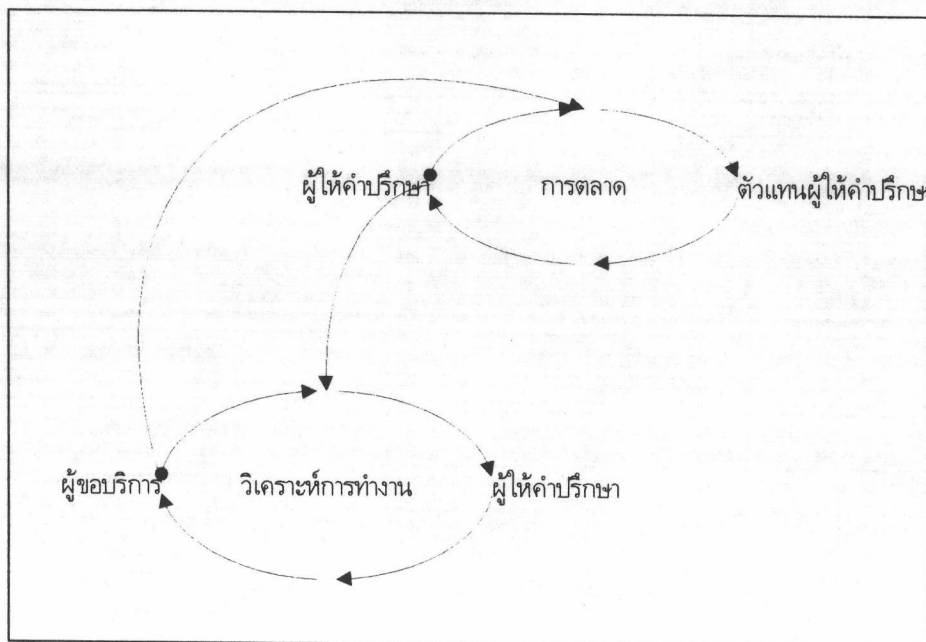 ผู้ให้คำปรึกษา การตลาด ตัวแทนผู้ให้คำปรึกษา
ผู้ขอบริการ วิเคราะห์การทำงาน ผู้ให้คำปรึกษา